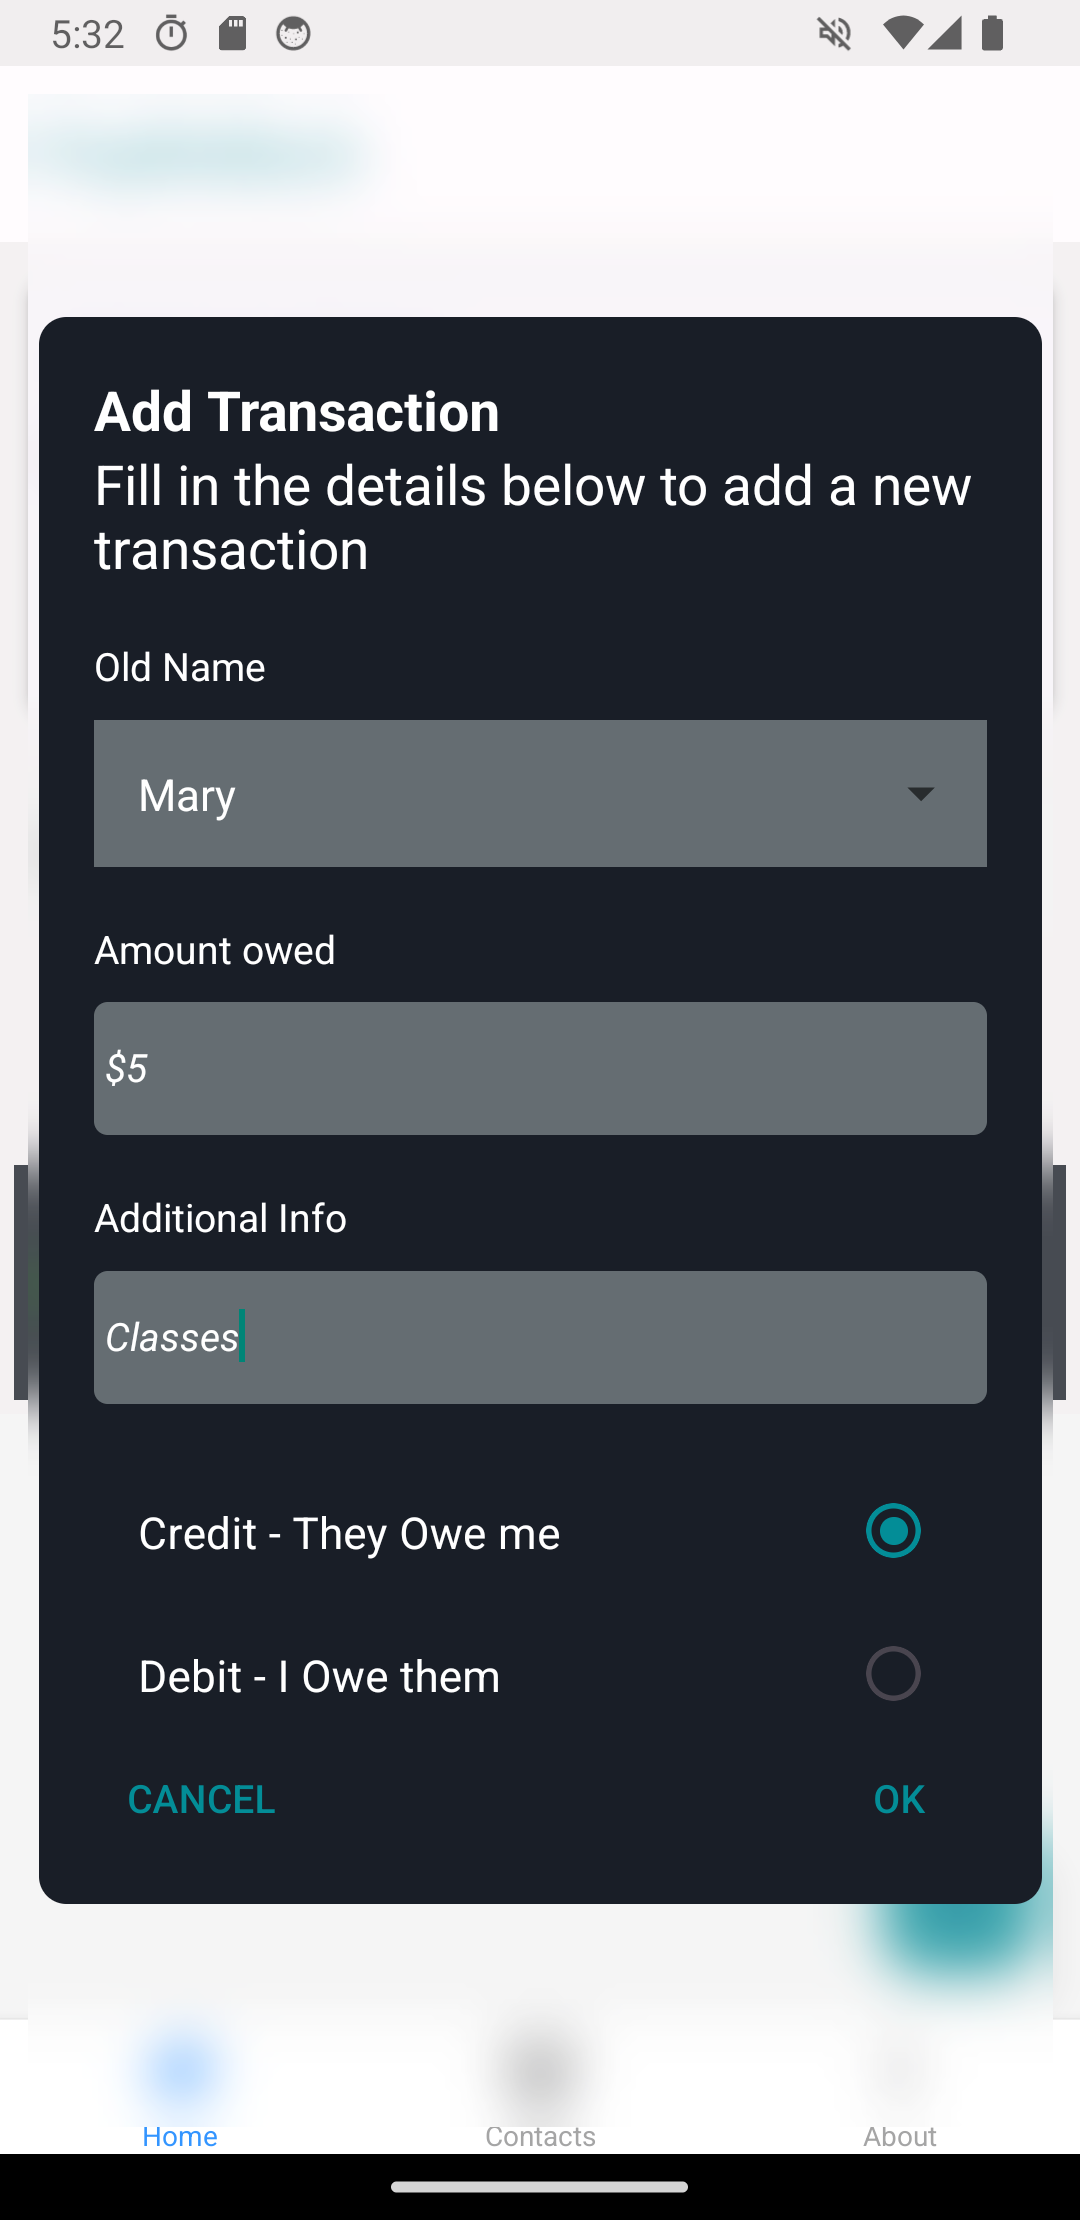 5:32
Add Transaction
Fill in the details below to add a new
transaction
Old Name
Mary
Amount owed
$5
Additional Info
Classes
Credit - They Owe me
Debit - I Owe them
CANCEL
OK
Home
Contacts
About